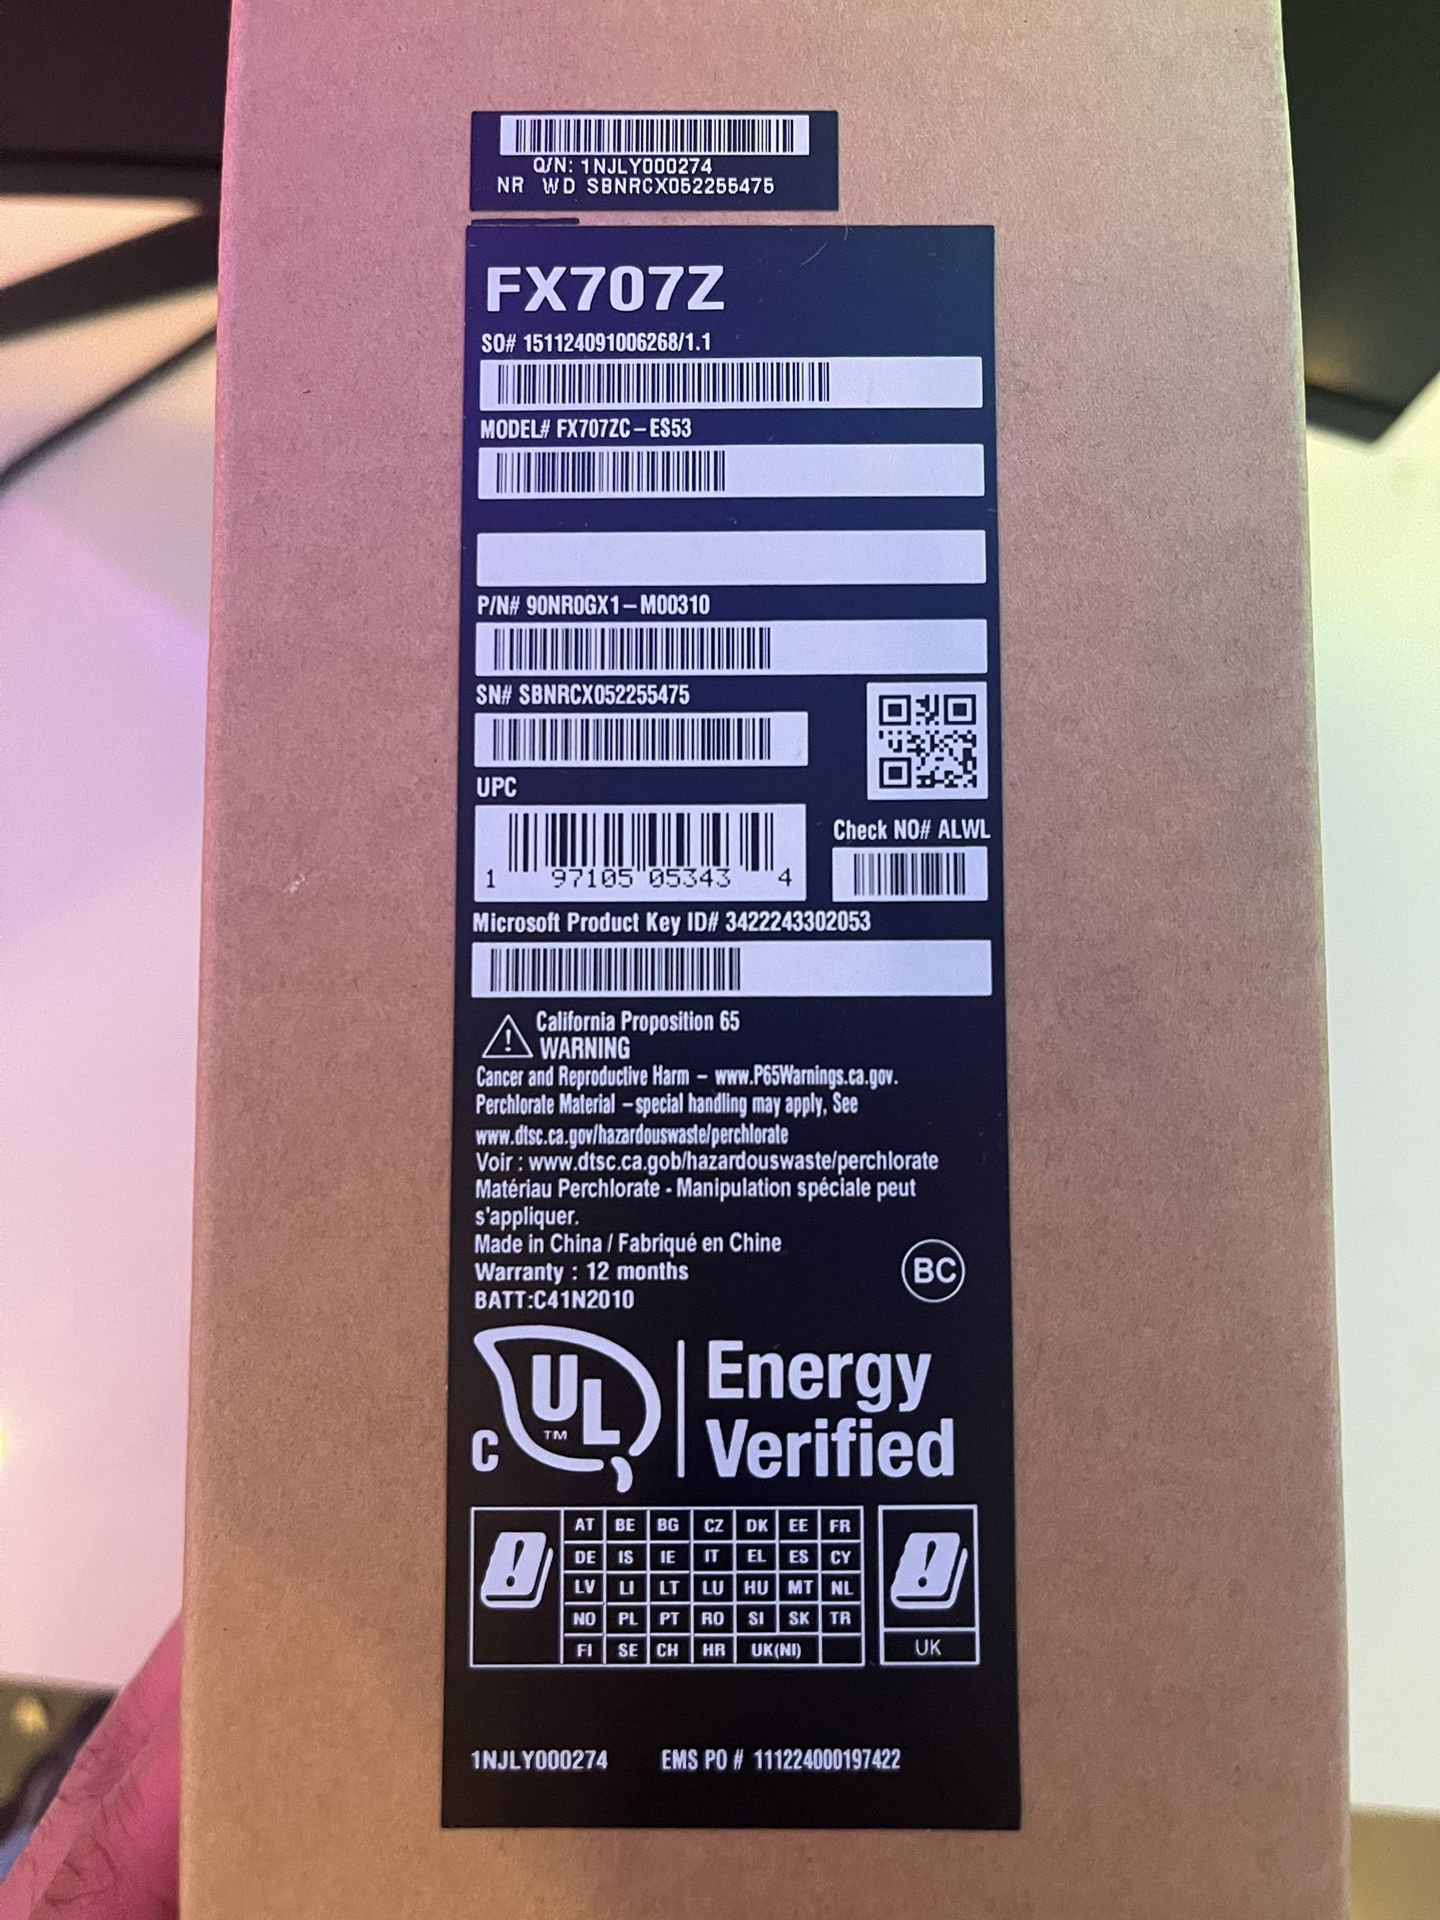 Q/N: 1NJLY000274
NR WD SBNRCX052255475
FX707Z
SO# 151124091006268/1.1
MODEL# FX707ZC-ES53
P/N# 90NR0GX1-M00310
SN# SBNRCX052255475
UPC
1 97105 05343 4
Check NO# ALWL
Microsoft Product Key ID# 3422243302053
California Proposition 65
WARNING
Cancer and Reproductive Harm – www.P65Warnings.ca.gov.
Perchlorate Material – special handling may apply, See
www.dtsc.ca.gov/hazardouswaste/perchlorate
Voir : www.dtsc.ca.gob/hazardouswaste/perchlorate
Matériau Perchlorate - Manipulation spéciale peut
s'appliquer.
Made in China / Fabriqué en Chine
Warranty : 12 months
BATT:C41N2010
BC
C UL TM
Energy
Verified
AT BE BG CZ DK EE FR
DE IS IE IT EL ES CY
LV LI LT LU HU MT NL
NO PL PT RO SI SK TR
FI SE CH HR UK(NI)
UK
1NJLY000274 EMS PO # 111224000197422